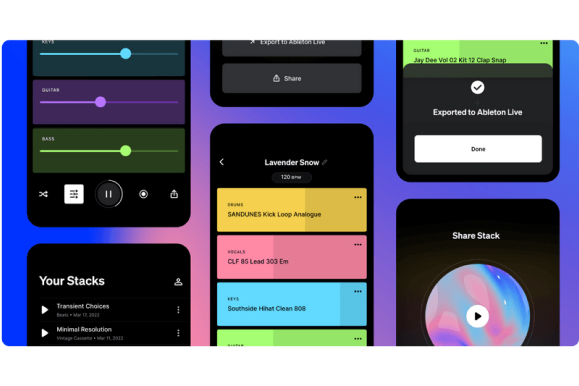 KEYS
GUITAR
BASS
Your Stacks
Transient Choices
Beats • Mar 17, 2022
Minimal Resolution
Vintage Cassette • Mar 11, 2022
Export to Ableton Live
Share
Lavender Snow
120 BPM
DRUMS
SANDUNES Kick Loop Analogue
VOCALS
CLF 85 Lead 303 Em
KEYS
Southside Hihat Clean 808
GUITAR
GUITAR
Jay Dee Vol 02 Kit 12 Clap Snap
Exported to Ableton Live
Done
Share Stack